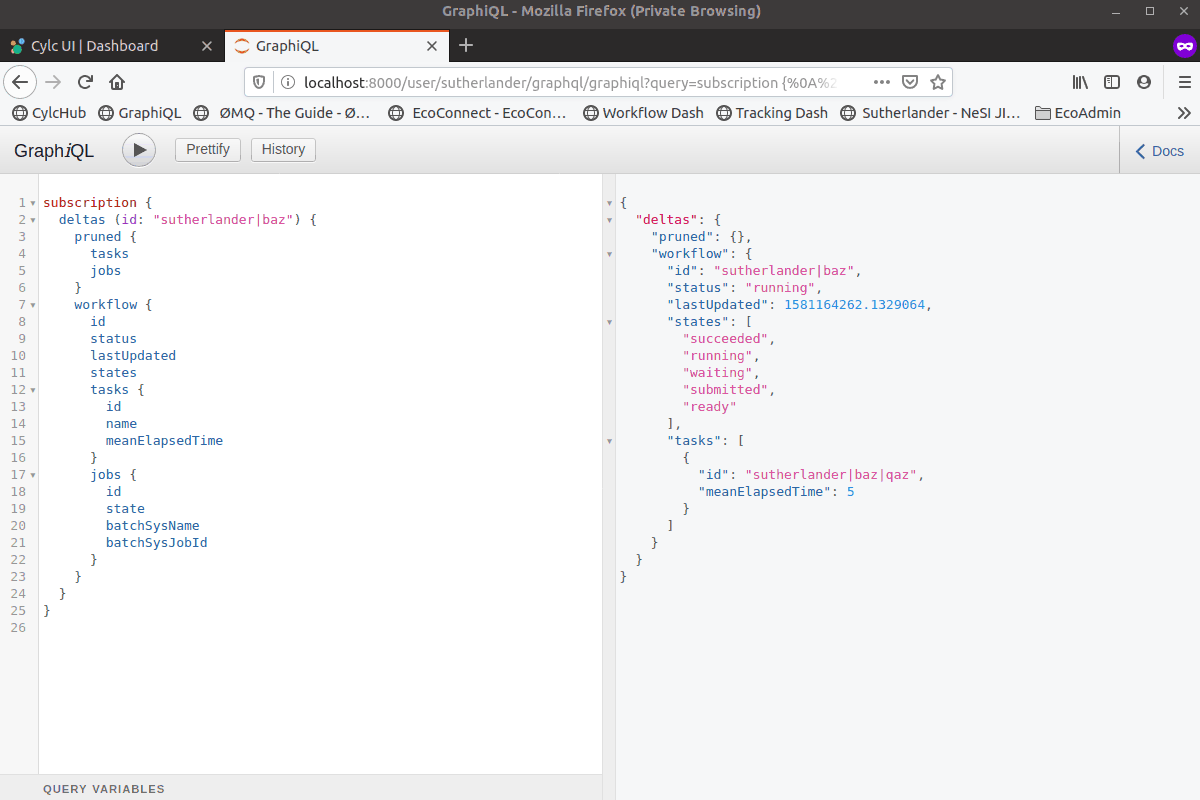 GraphiQL - Mozilla Firefox (Private Browsing)
Cylc UI | Dashboard
GraphiQL
localhost:8000/user/sutherlander/graphql/graphiql?query=subscription {%0A%2
CylcHub
GraphiQL
ØMQ - The Guide - Ø...
EcoConnect - EcoCon...
Workflow Dash
Tracking Dash
Sutherlander - NeSI JI...
EcoAdmin
GraphiQL
Prettify
History
Docs
1 subscription {
2 deltas (id: "sutherlander|baz") {
3 pruned {
4 tasks
5 jobs
6 }
7 workflow {
8 id
9 status
10 lastUpdated
11 states
12 tasks {
13 id
14 name
15 meanElapsedTime
16 }
17 jobs {
18 id
19 state
20 batchSysName
21 batchSysJobId
22 }
23 }
24 }
25 }
26
QUERY VARIABLES
{
"deltas": {
"pruned": {},
"workflow": {
"id": "sutherlander|baz",
"status": "running",
"lastUpdated": 1581164262.1329064,
"states": [
"succeeded",
"running",
"waiting",
"submitted",
"ready"
],
"tasks": [
{
"id": "sutherlander|baz|qaz",
"meanElapsedTime": 5
}
]
}
}
}